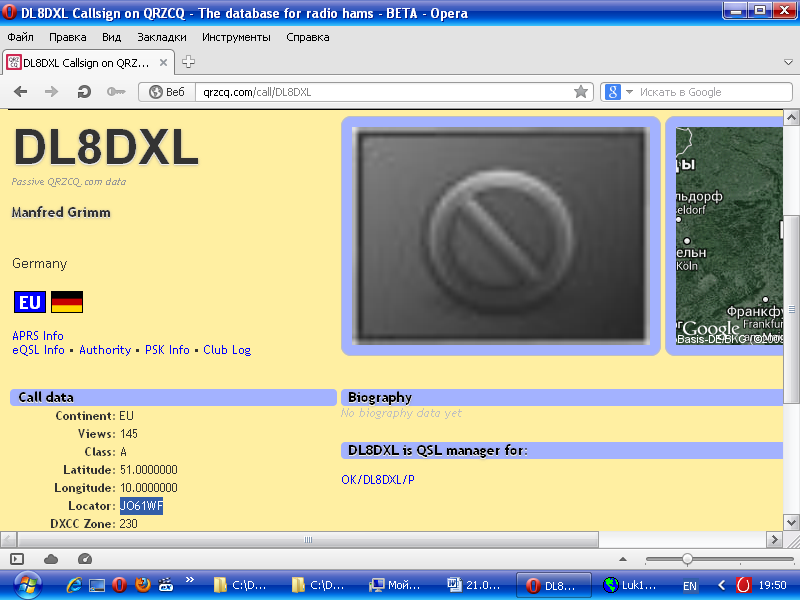 DL8DXL Callsign on QRZCQ - The database for radio hams - BETA - Opera
Файл Правка Вид Закладки Инструменты Справка
QRZ CQ DL8DXL Callsign on QRZ...
Веб qrzcq.com/call/DL8DXL 8 Искать в Google
DL8DXL
Passive QRZCQ.com data
Manfred Grimm
Germany
EU
APRS Info
eQSL Info • Authority • PSK Info • Club Log
ды
льдорф
eldorf
ельн
Köln
Франкфу
Frankfur
Google
Basis-DE/BKG ©2009
Call data
Continent: EU
Views: 145
Class: A
Latitude: 51.0000000
Longitude: 10.0000000
Locator: JO61WF
DXCC Zone: 230
Biography
No biography data yet
DL8DXL is QSL manager for:
OK/DL8DXL/P
C:\D... C:\D... Мой... 21.0... DL8... Luk1... EN 19:50